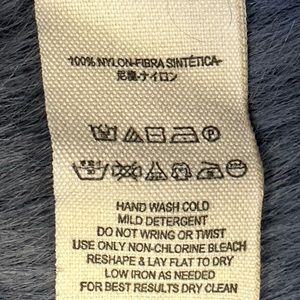 100% NYLON-FIBRA SINTÉTICA-
尼龍-ナイロン
HAND WASH COLD
MILD DETERGENT
DO NOT WRING OR TWIST
USE ONLY NON-CHLORINE BLEACH
RESHAPE & LAY FLAT TO DRY
LOW IRON AS NEEDED
FOR BEST RESULTS DRY CLEAN